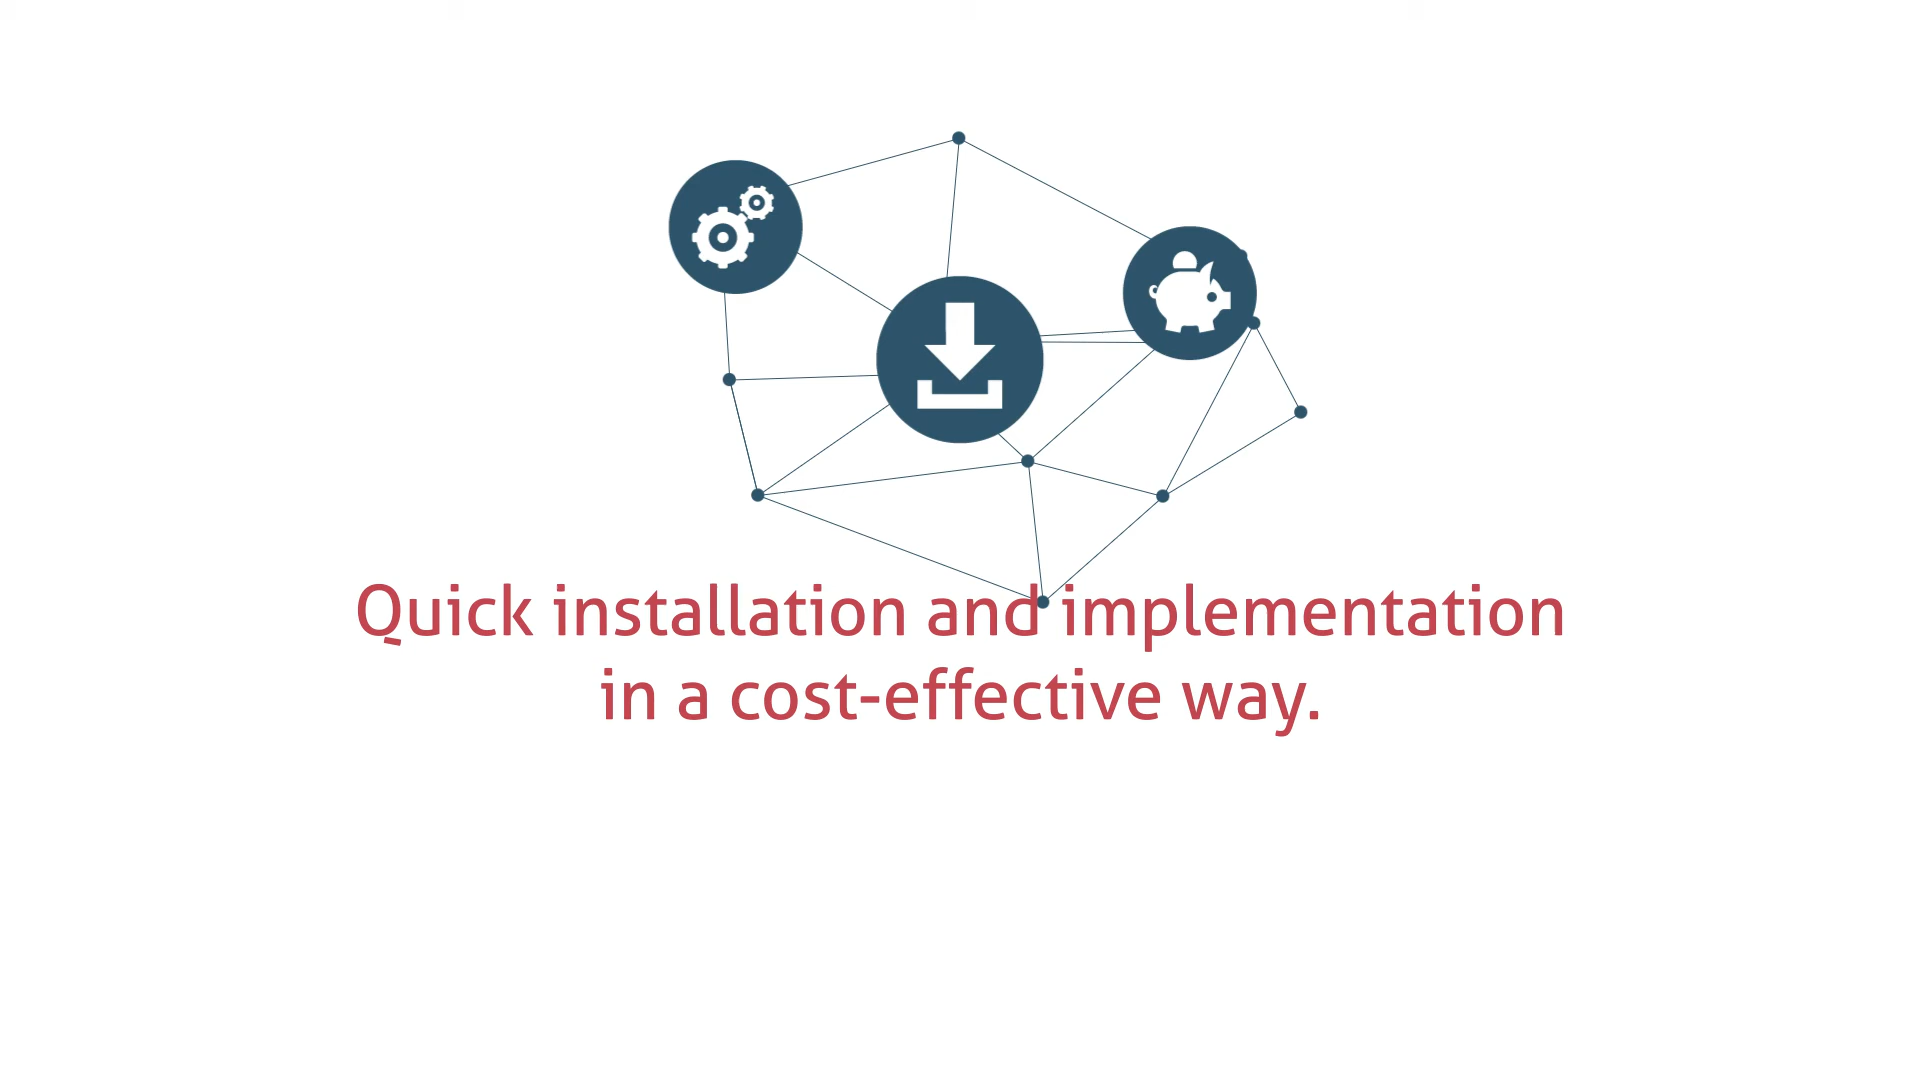 Quick installation and implementation
in a cost-effective way.